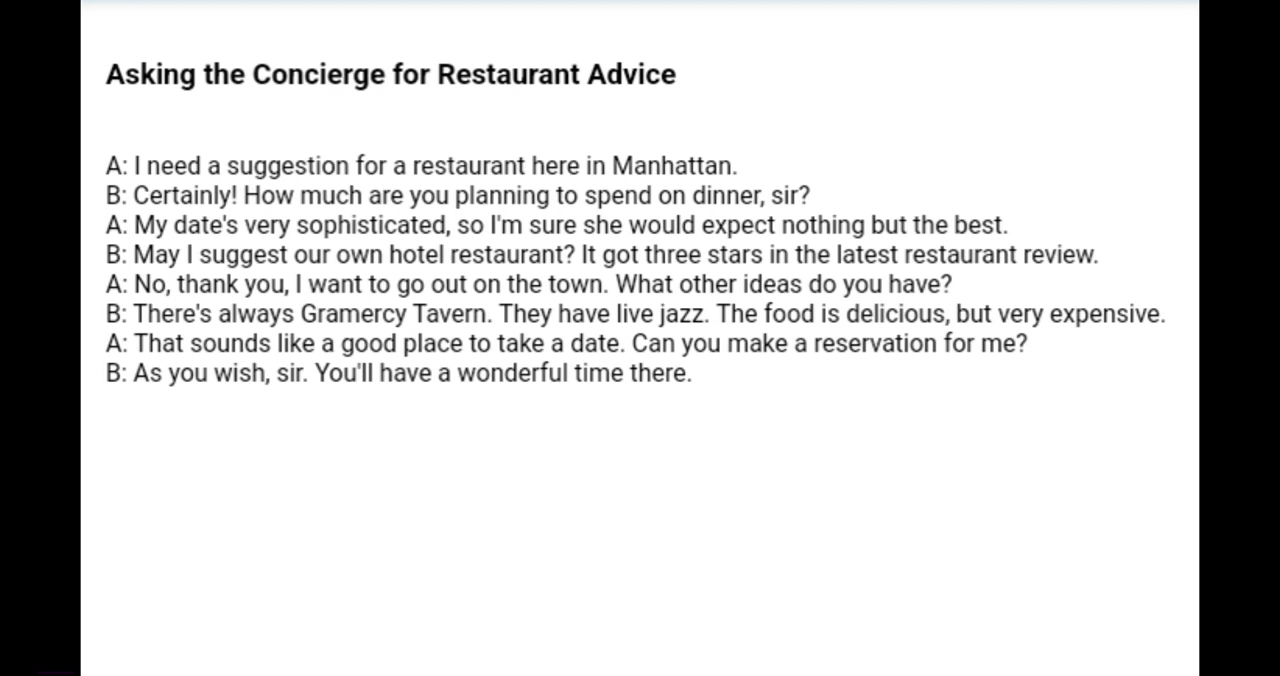 Asking the Concierge for Restaurant Advice
A: I need a suggestion for a restaurant here in Manhattan.
B: Certainly! How much are you planning to spend on dinner, sir?
A: My date's very sophisticated, so I'm sure she would expect nothing but the best.
B: May I suggest our own hotel restaurant? It got three stars in the latest restaurant review.
A: No, thank you, I want to go out on the town. What other ideas do you have?
B: There's always Gramercy Tavern. They have live jazz. The food is delicious, but very expensive.
A: That sounds like a good place to take a date. Can you make a reservation for me?
B: As you wish, sir. You'll have a wonderful time there.